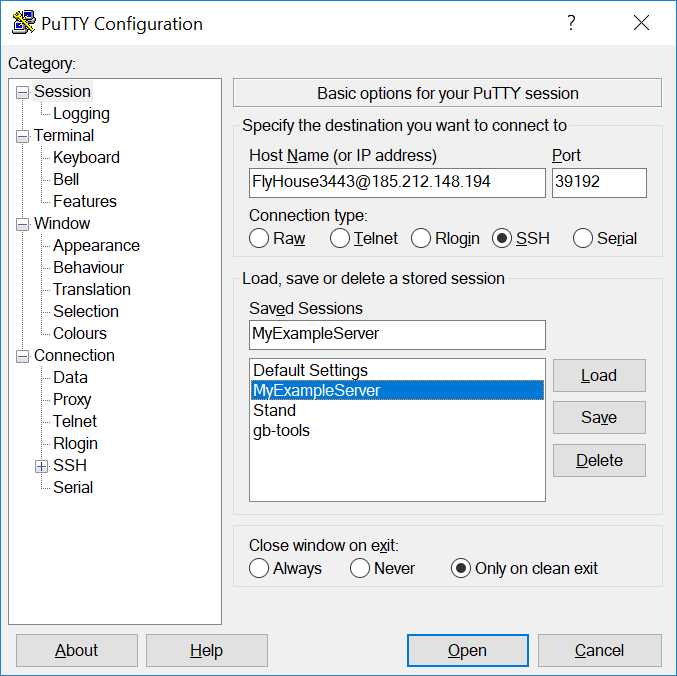 PuTTY Configuration
?
Category:
Session
Logging
Terminal
Keyboard
Bell
Features
Window
Appearance
Behaviour
Translation
Selection
Colours
Connection
Data
Proxy
Telnet
Rlogin
SSH
Serial
Basic options for your PuTTY session
Specify the destination you want to connect to
Host Name (or IP address) Port
FlyHouse3443@185.212.148.194 39192
Connection type:
Raw Telnet Rlogin SSH Serial
Load, save or delete a stored session
Saved Sessions
MyExampleServer
Default Settings
MyExampleServer
Stand
gb-tools
Load
Save
Delete
Close window on exit:
Always Never Only on clean exit
About Help Open Cancel